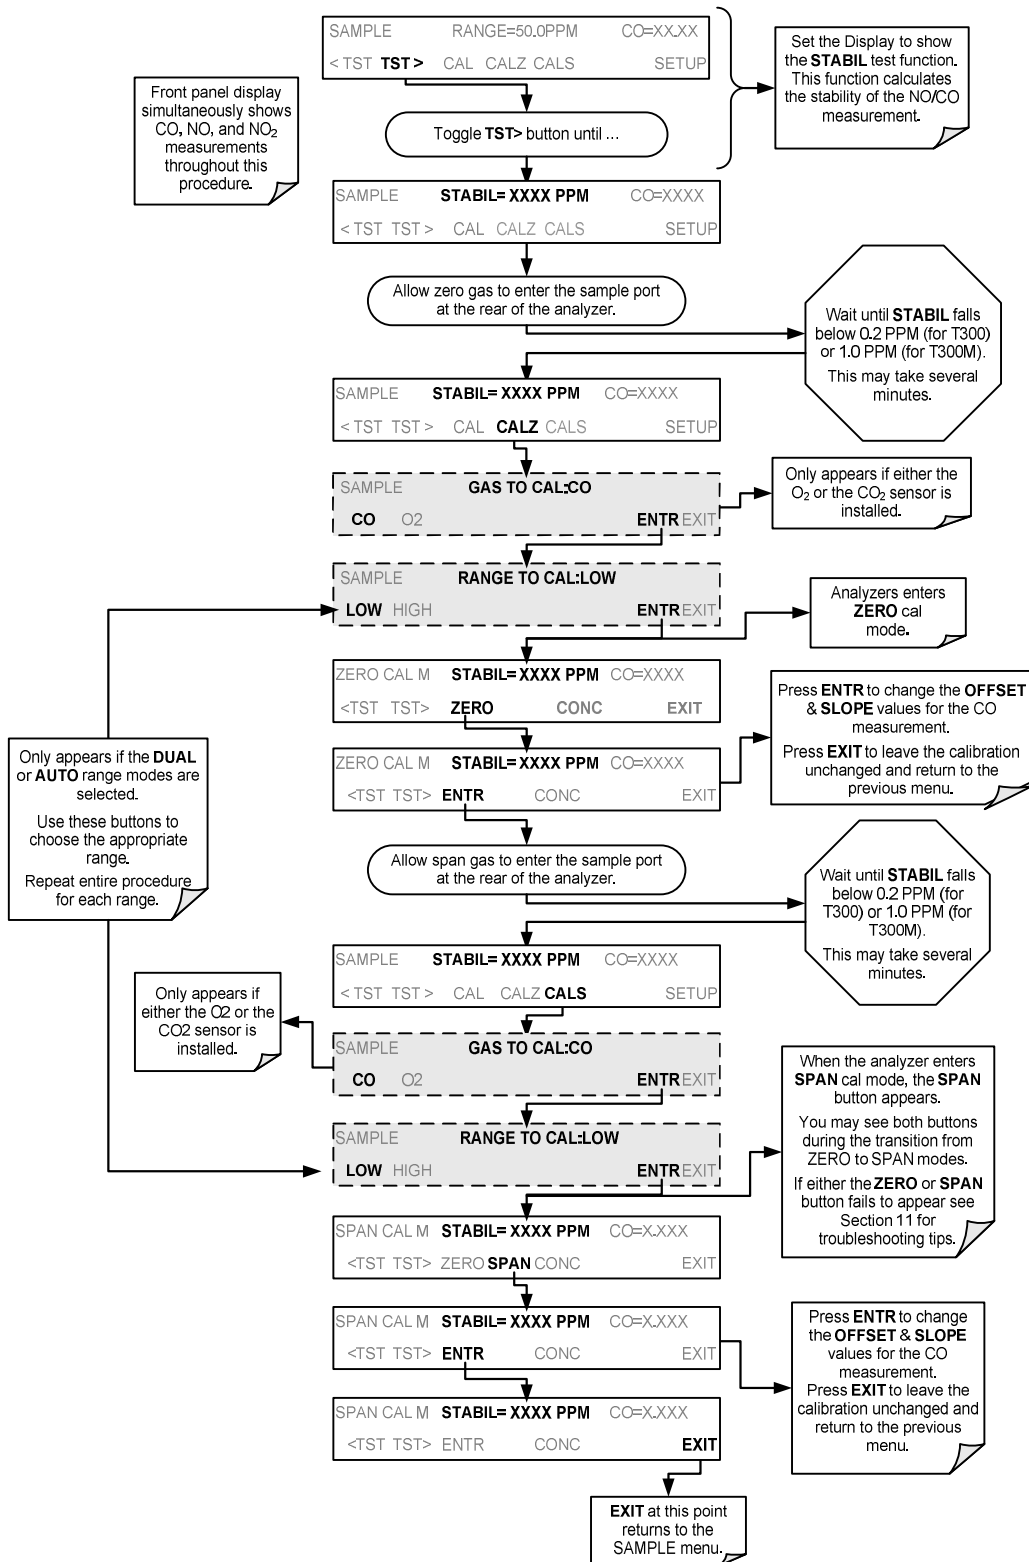 SAMPLE RANGE=50.0PPM CO=XX.XX
< TST TST > CAL CALZ CALS SETUP
Set the Display to show
the STABIL test function.
This function calculates
the stability of the NO/CO
measurement.
Front panel display
simultaneously shows
CO, NO, and NO₂
measurements
throughout this
procedure.
Toggle TST> button until ...
SAMPLE STABIL= XXXX PPM CO=XXXX
< TST TST > CAL CALZ CALS SETUP
Allow zero gas to enter the sample port
at the rear of the analyzer.
Wait until STABIL falls
below 0.2 PPM (for T300)
or 1.0 PPM (for T300M).
This may take several
minutes.
SAMPLE STABIL= XXXX PPM CO=XXXX
< TST TST > CAL CALZ CALS SETUP
SAMPLE GAS TO CAL:CO
CO O2 ENTR EXIT
Only appears if either the
O₂ or the CO₂ sensor is
installed.
SAMPLE RANGE TO CAL:LOW
LOW HIGH ENTR EXIT
Analyzers enters
ZERO cal
mode.
ZERO CAL M STABIL= XXXX PPM CO=XXXX
<TST TST> ZERO CONC EXIT
Press ENTR to change the OFFSET
& SLOPE values for the CO
measurement.
Press EXIT to leave the calibration
unchanged and return to the
previous menu.
Only appears if the DUAL
or AUTO range modes are
selected.
Use these buttons to
choose the appropriate
range.
Repeat entire procedure
for each range.
ZERO CAL M STABIL= XXXX PPM CO=XXXX
<TST TST> ENTR CONC EXIT
Allow span gas to enter the sample port
at the rear of the analyzer.
Wait until STABIL falls
below 0.2 PPM (for
T300) or 1.0 PPM (for
T300M).
This may take several
minutes.
SAMPLE STABIL= XXXX PPM CO=XXXX
< TST TST > CAL CALZ CALS SETUP
Only appears if
either the O2 or the
CO2 sensor is
installed.
SAMPLE GAS TO CAL:CO
CO O2 ENTR EXIT
When the analyzer enters
SPAN cal mode, the SPAN
button appears.
You may see both buttons
during the transition from
ZERO to SPAN modes.
If either the ZERO or SPAN
button fails to appear see
Section 11 for
troubleshooting tips.
SAMPLE RANGE TO CAL:LOW
LOW HIGH ENTR EXIT
SPAN CAL M STABIL= XXXX PPM CO=X.XXX
<TST TST> ZERO SPAN CONC EXIT
SPAN CAL M STABIL= XXXX PPM CO=X.XXX
<TST TST> ENTR CONC EXIT
Press ENTR to change
the OFFSET & SLOPE
values for the CO
measurement.
Press EXIT to leave the
calibration unchanged and
return to the previous
menu.
SPAN CAL M STABIL= XXXX PPM CO=X.XXX
<TST TST> ENTR CONC EXIT
EXIT at this point
returns to the
SAMPLE menu.